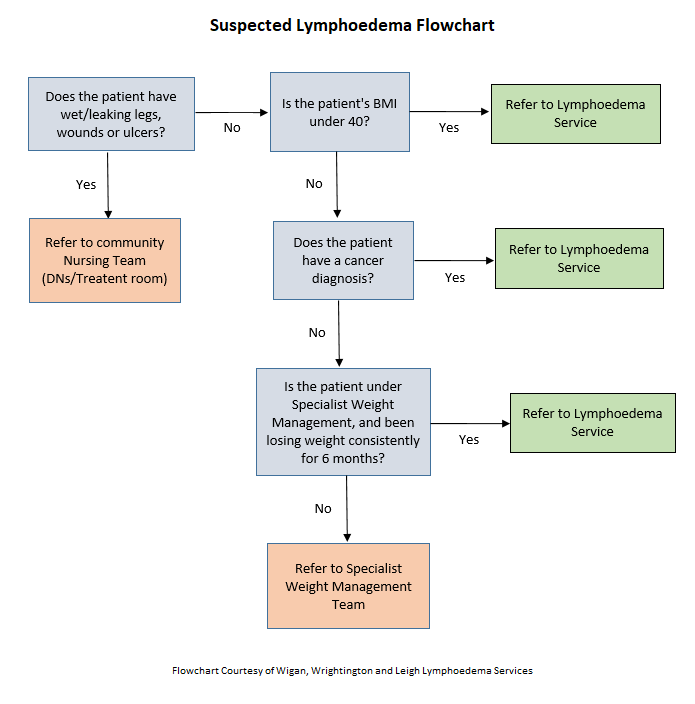 Suspected Lymphoedema Flowchart
Does the patient have
wet/leaking legs,
wounds or ulcers?
No
Is the patient's BMI
under 40?
Yes
Refer to Lymphoedema
Service
Yes
Refer to community
Nursing Team
(DNs/Treatent room)
No
Does the patient
have a cancer
diagnosis?
Yes
Refer to Lymphoedema
Service
No
Is the patient under
Specialist Weight
Management, and been
losing weight consistently
for 6 months?
Yes
Refer to Lymphoedema
Service
No
Refer to Specialist
Weight Management
Team
Flowchart Courtesy of Wigan, Wrightington and Leigh Lymphoedema Services